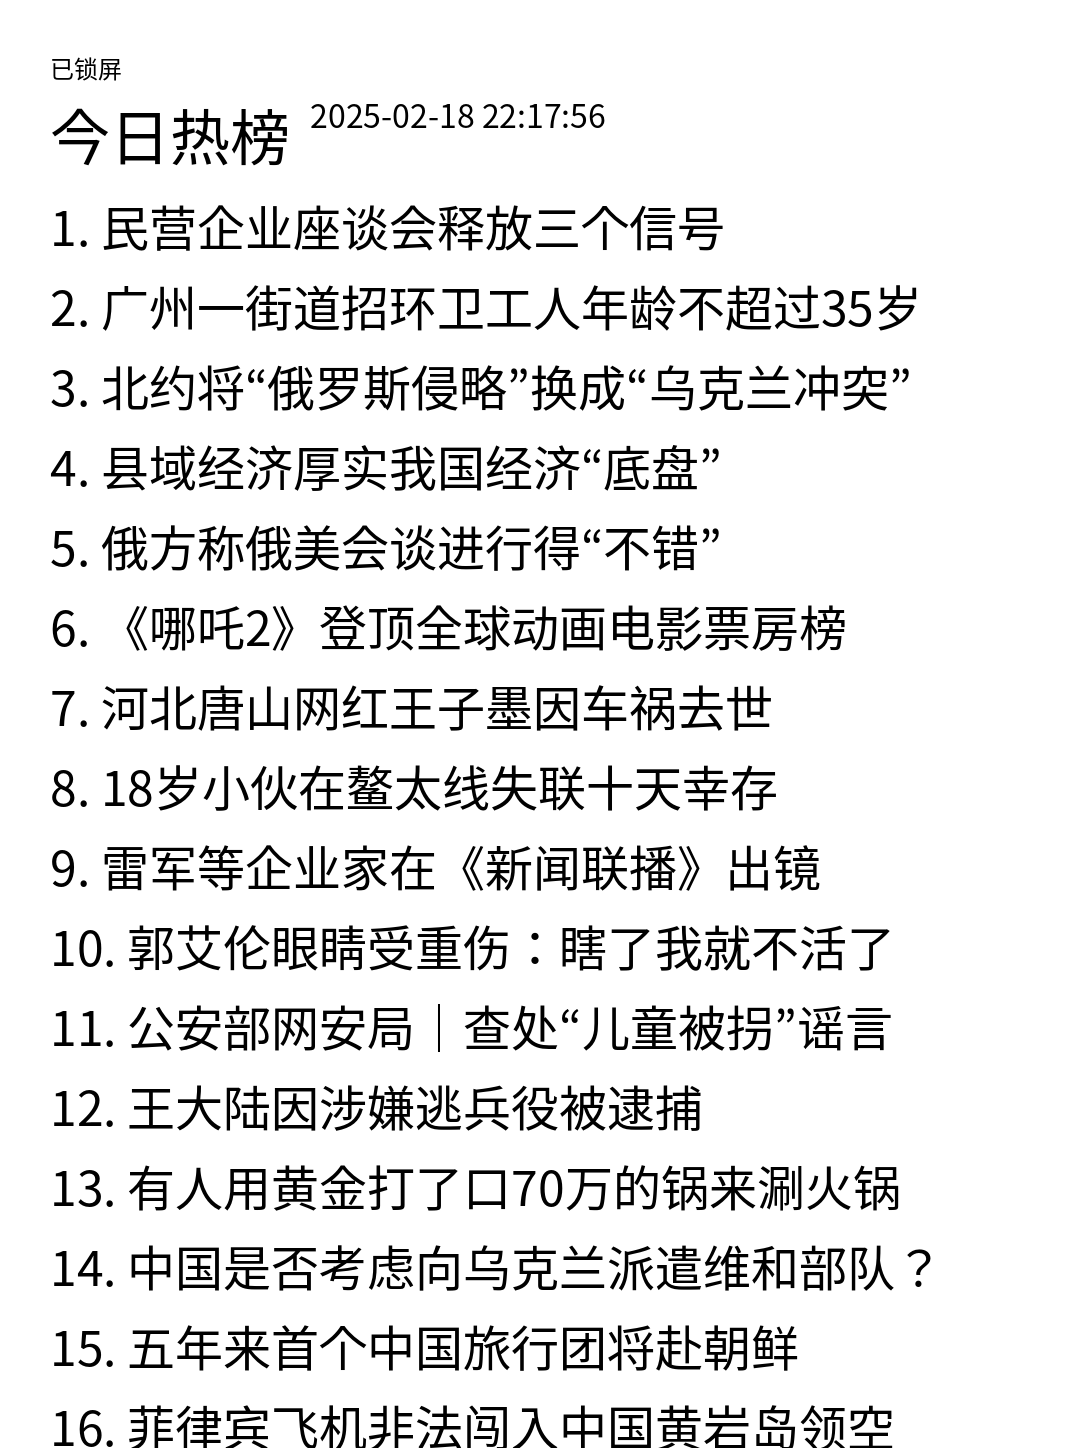 已锁屏
今日热榜 2025-02-18 22:17:56
1. 民营企业座谈会释放三个信号
2. 广州一街道招环卫工人年龄不超过35岁
3. 北约将“俄罗斯侵略”换成“乌克兰冲突”
4. 县域经济厚实我国经济“底盘”
5. 俄方称俄美会谈进行得“不错”
6. 《哪吒2》登顶全球动画电影票房榜
7. 河北唐山网红王子墨因车祸去世
8. 18岁小伙在鳌太线失联十天幸存
9. 雷军等企业家在《新闻联播》出镜
10. 郭艾伦眼睛受重伤：瞎了我就不活了
11. 公安部网安局｜查处“儿童被拐”谣言
12. 王大陆因涉嫌逃兵役被逮捕
13. 有人用黄金打了口70万的锅来涮火锅
14. 中国是否考虑向乌克兰派遣维和部队？
15. 五年来首个中国旅行团将赴朝鲜
16. 菲律宾飞机非法闯入中国黄岩岛领空